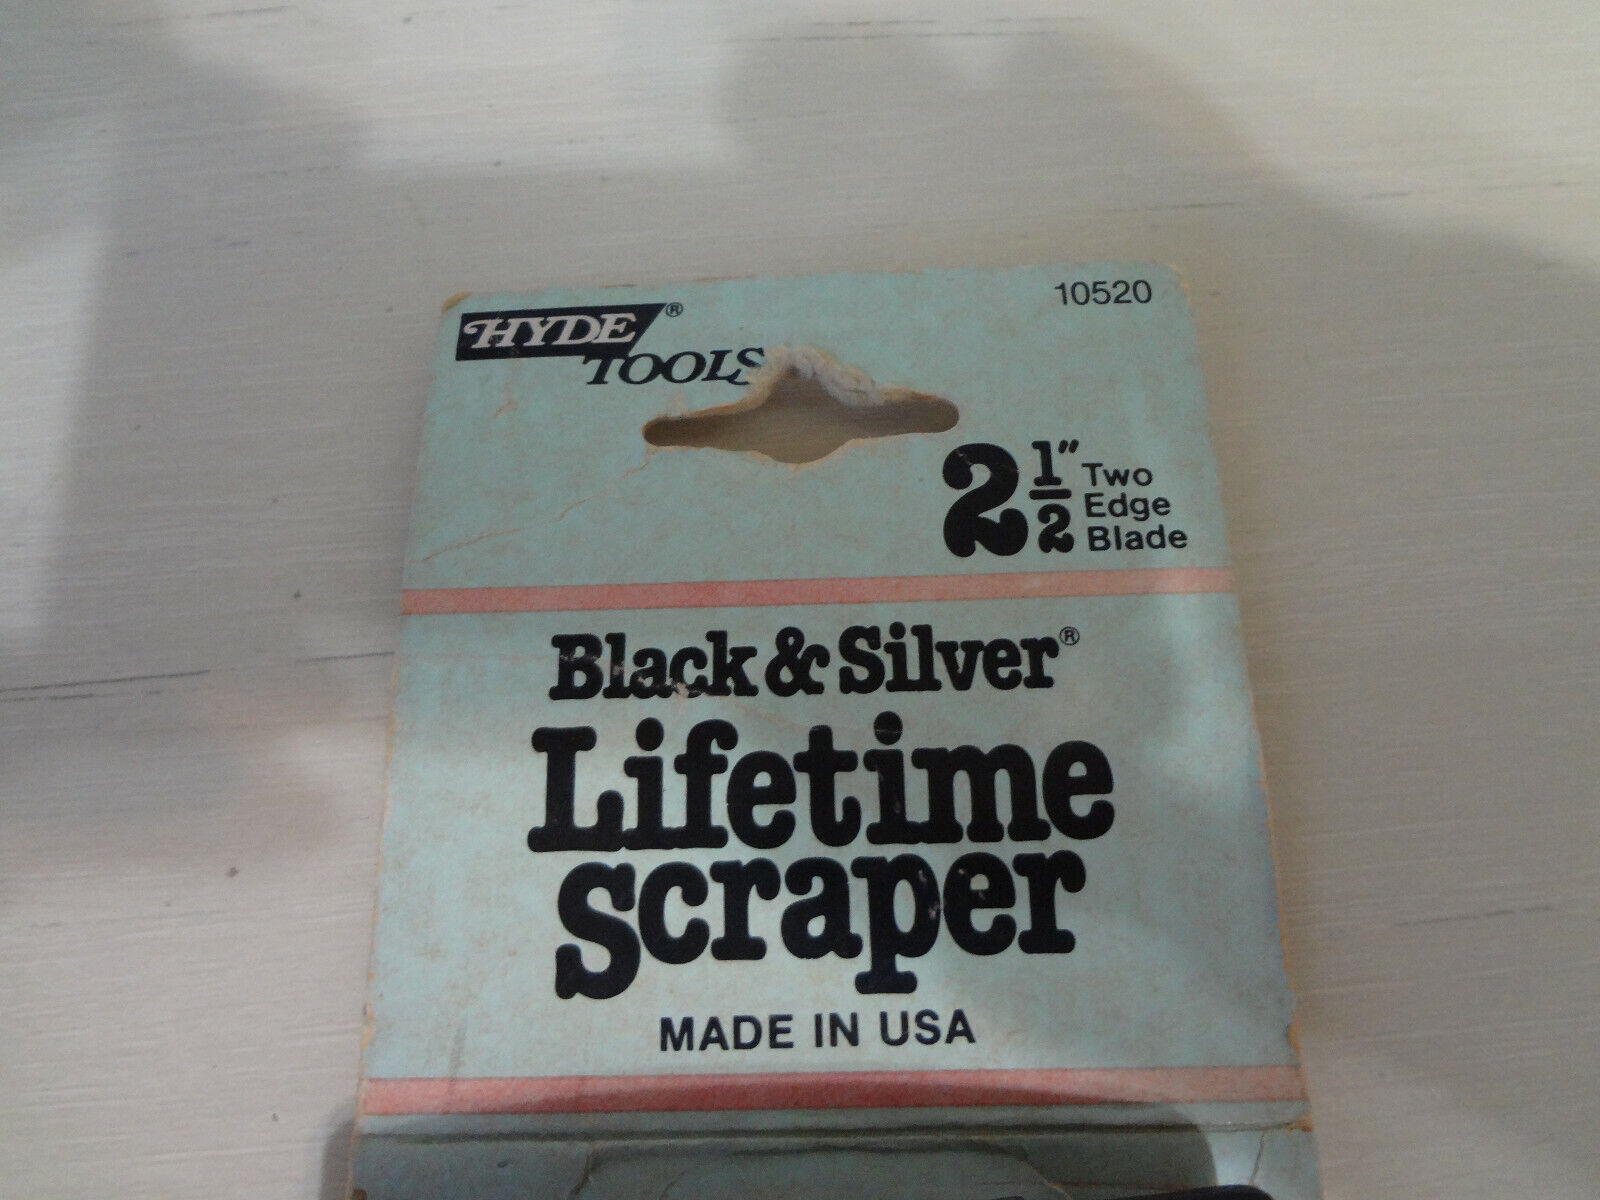 HYDE®
TOOLS
10520
2 1/2" Two
Edge
Blade
Black & Silver®
Lifetime
Scraper
MADE IN USA